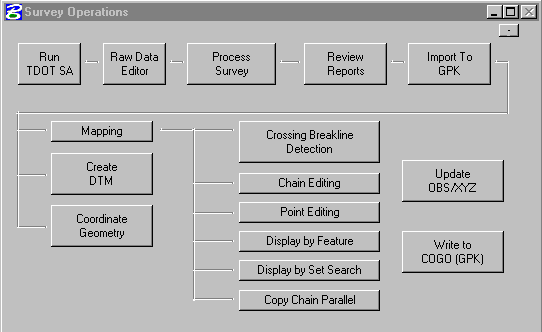 Survey Operations
Run
TDOT SA
Raw Data
Editor
Process
Survey
Review
Reports
Import To
GPK
Mapping
Create
DTM
Coordinate
Geometry
Crossing Breakline
Detection
Chain Editing
Point Editing
Display by Feature
Display by Set Search
Copy Chain Parallel
Update
OBS/XYZ
Write to
COGO (GPK)